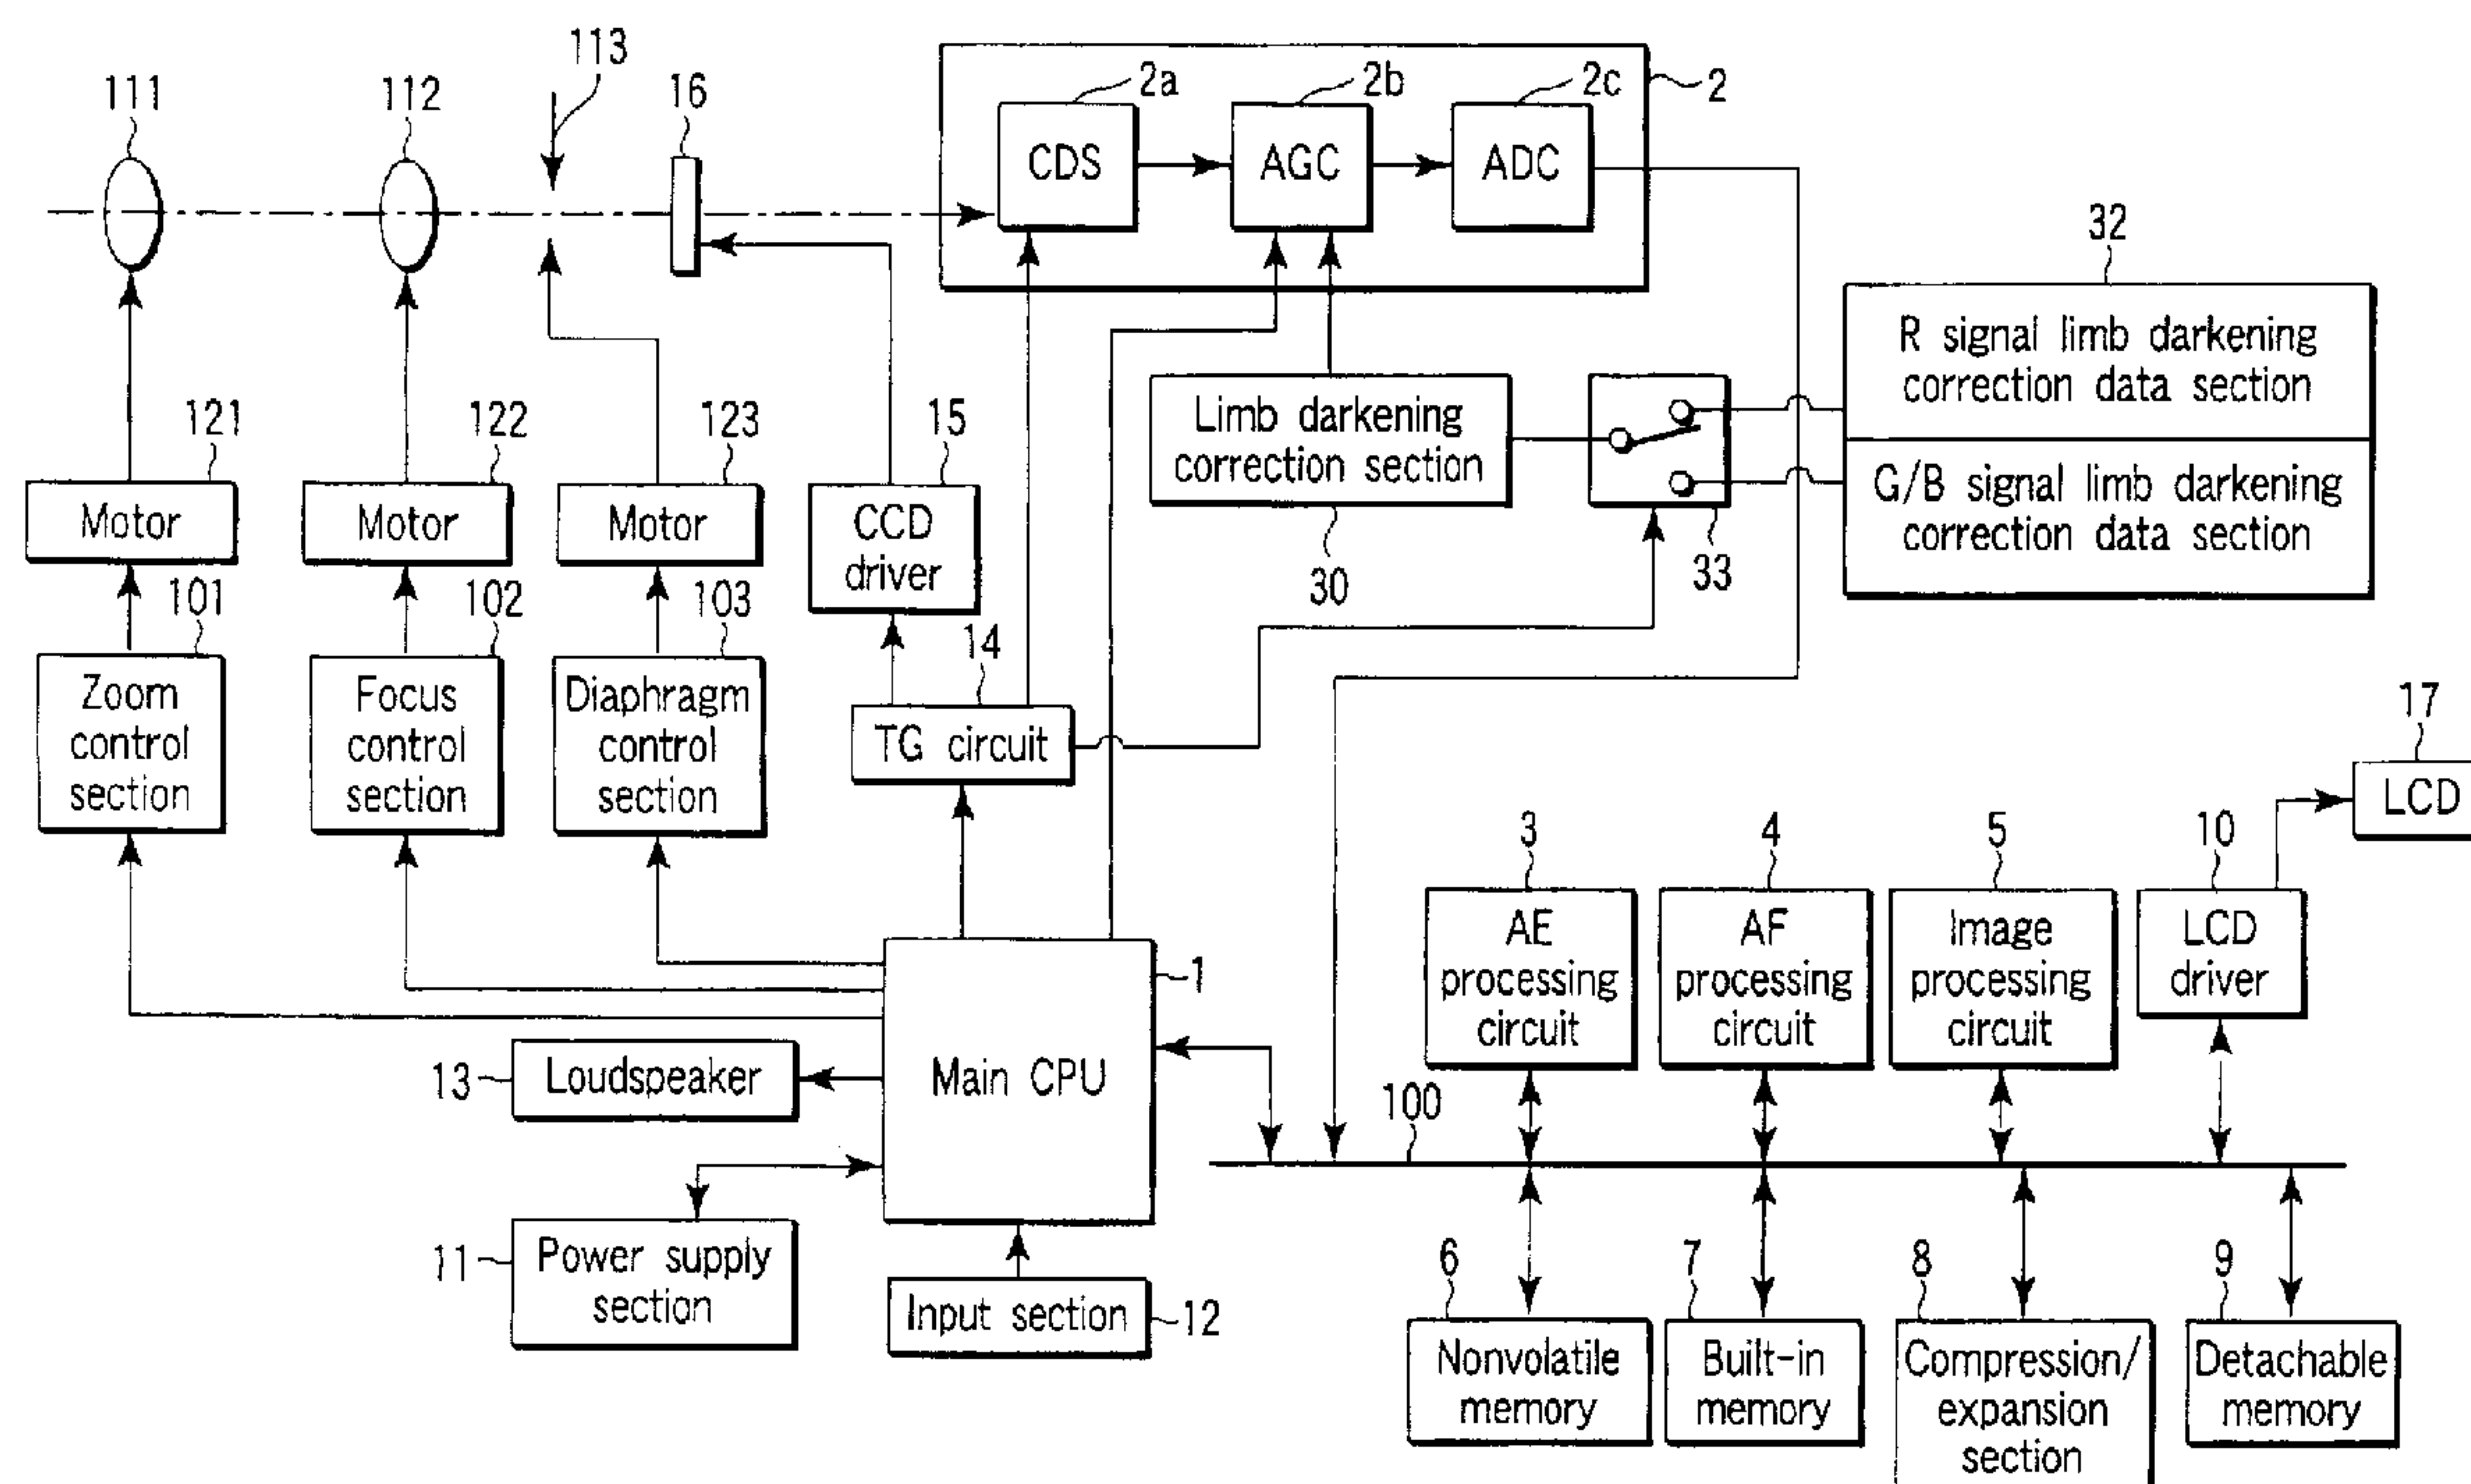 113
111
112
16
2a
2b
2c
2
CDS
AGC
ADC
32
R signal limb darkening
correction data section
G/B signal limb darkening
correction data section
121
122
123
15
Limb darkening
correction section
Motor
Motor
Motor
CCD
driver
30
33
101
102
103
14
Zoom
control
section
Focus
control
section
Diaphragm
control
section
TG circuit
17
LCD
3
4
5
10
AE
processing
circuit
AF
processing
circuit
Image
processing
circuit
LCD
driver
1
Main CPU
13
Loudspeaker
100
11
Power supply
section
Input section
12
6
7
8
9
Nonvolatile
memory
Built-in
memory
Compression/
expansion
section
Detachable
memory